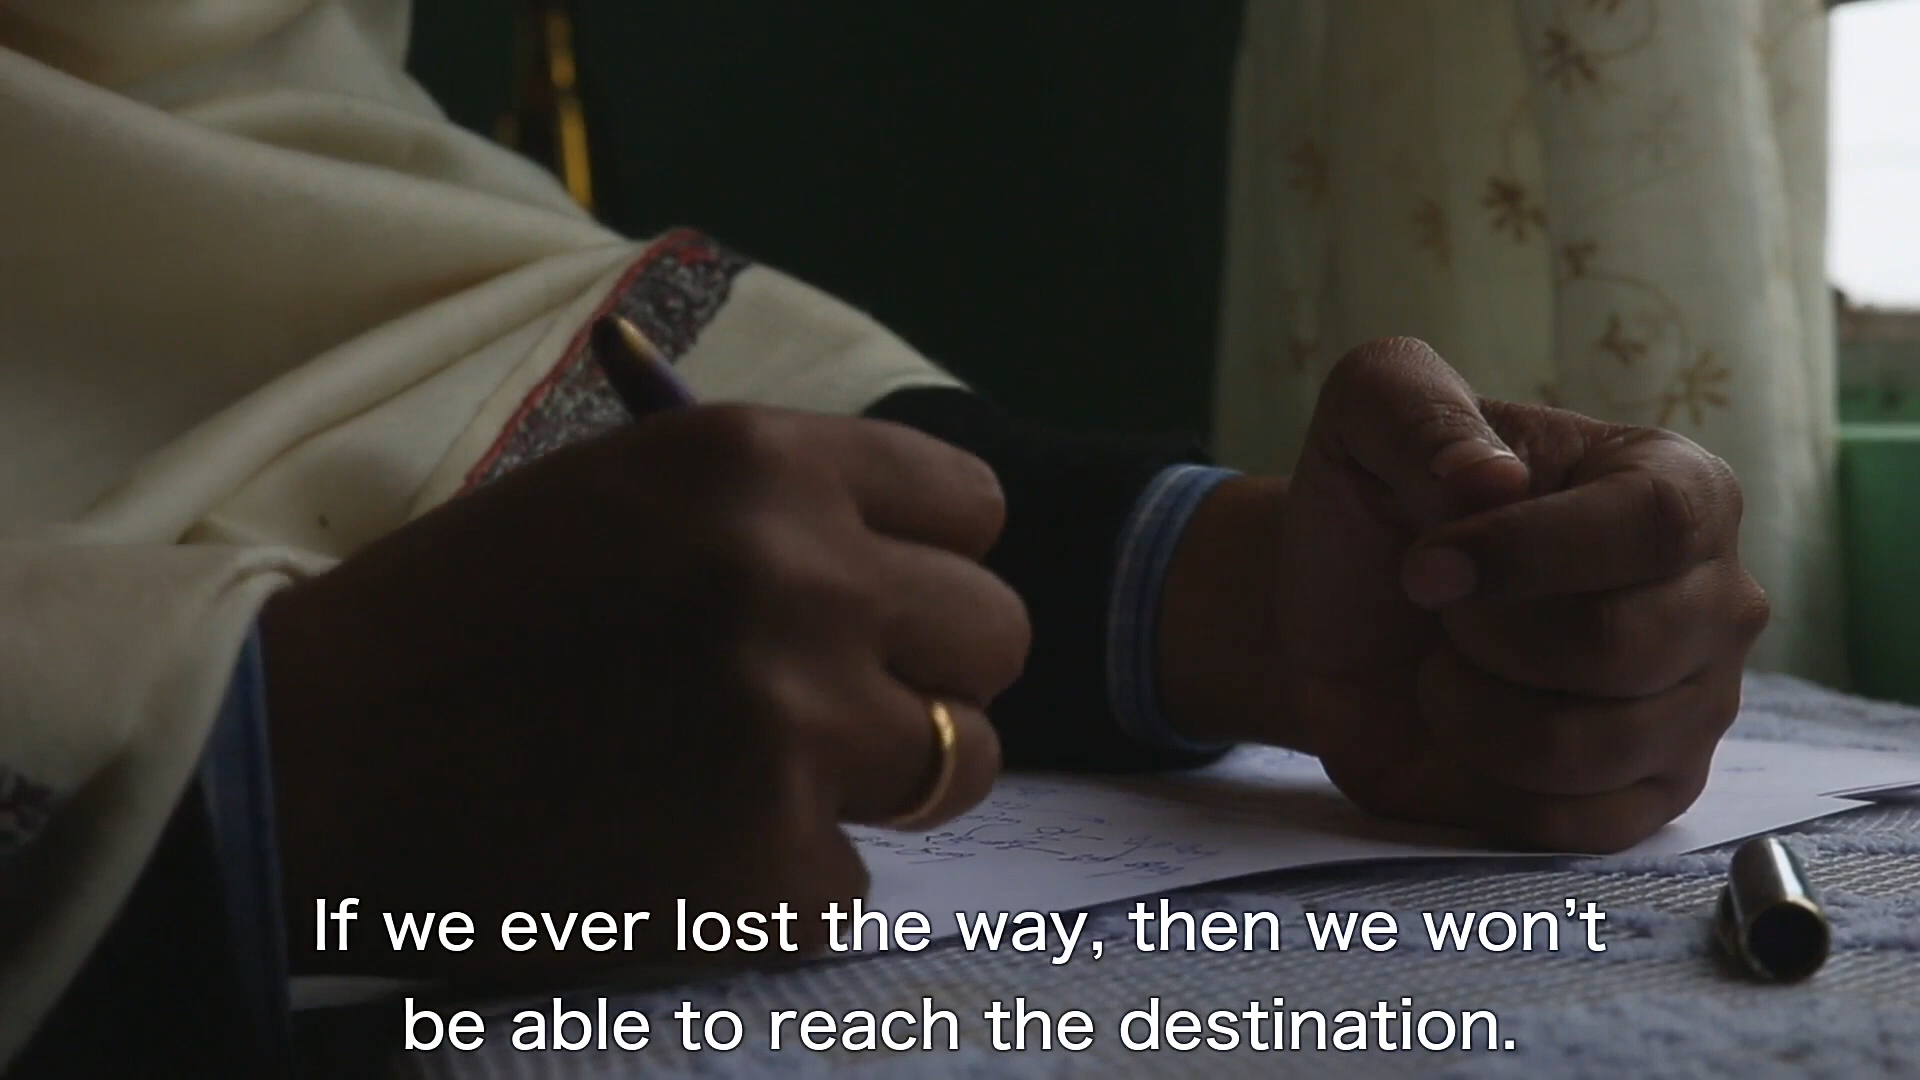 If we ever lost the way, then we won’t
be able to reach the destination.